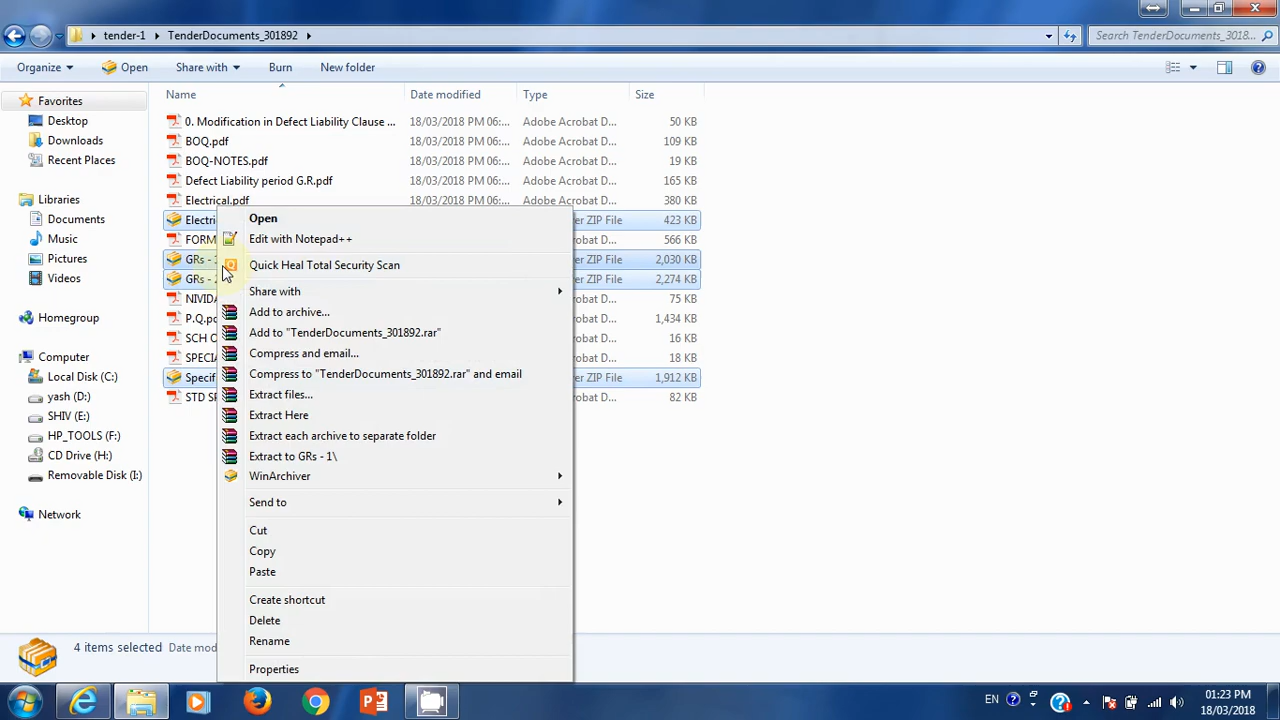 tender-1 TenderDocuments_301892
Search TenderDocuments_3018...
Organize Open Share with Burn New folder
Name Date modified Type Size
Favorites
Desktop
Downloads
Recent Places
Libraries
Documents
Music
Pictures
Videos
Homegroup
Computer
Local Disk (C:)
yash (D:)
SHIV (E:)
HP_TOOLS (F:)
CD Drive (H:)
Removable Disk (I:)
Network
0. Modification in Defect Liability Clause ... 18/03/2018 PM 06:... Adobe Acrobat D... 50 KB
BOQ.pdf 18/03/2018 PM 06:... Adobe Acrobat D... 109 KB
BOQ-NOTES.pdf 18/03/2018 PM 06:... Adobe Acrobat D... 19 KB
Defect Liability period G.R.pdf 18/03/2018 PM 06:... Adobe Acrobat D... 165 KB
Electrical.pdf 18/03/2018 PM 06:... Adobe Acrobat D... 380 KB
Electri er ZIP File 423 KB
FORM crobat D... 566 KB
GRs - er ZIP File 2,030 KB
GRs - er ZIP File 2,274 KB
NIVIDA crobat D... 75 KB
P.Q.p crobat D... 1,434 KB
SCH O crobat D... 16 KB
SPECIA crobat D... 18 KB
Specif er ZIP File 1,912 KB
STD SP crobat D... 82 KB
Open
Edit with Notepad++
Quick Heal Total Security Scan
Share with
Add to archive...
Add to "TenderDocuments_301892.rar"
Compress and email...
Compress to "TenderDocuments_301892.rar" and email
Extract files...
Extract Here
Extract each archive to separate folder
Extract to GRs - 1\
WinArchiver
Send to
Cut
Copy
Paste
Create shortcut
Delete
Rename
Properties
4 items selected Date mod
EN
01:23 PM
18/03/2018